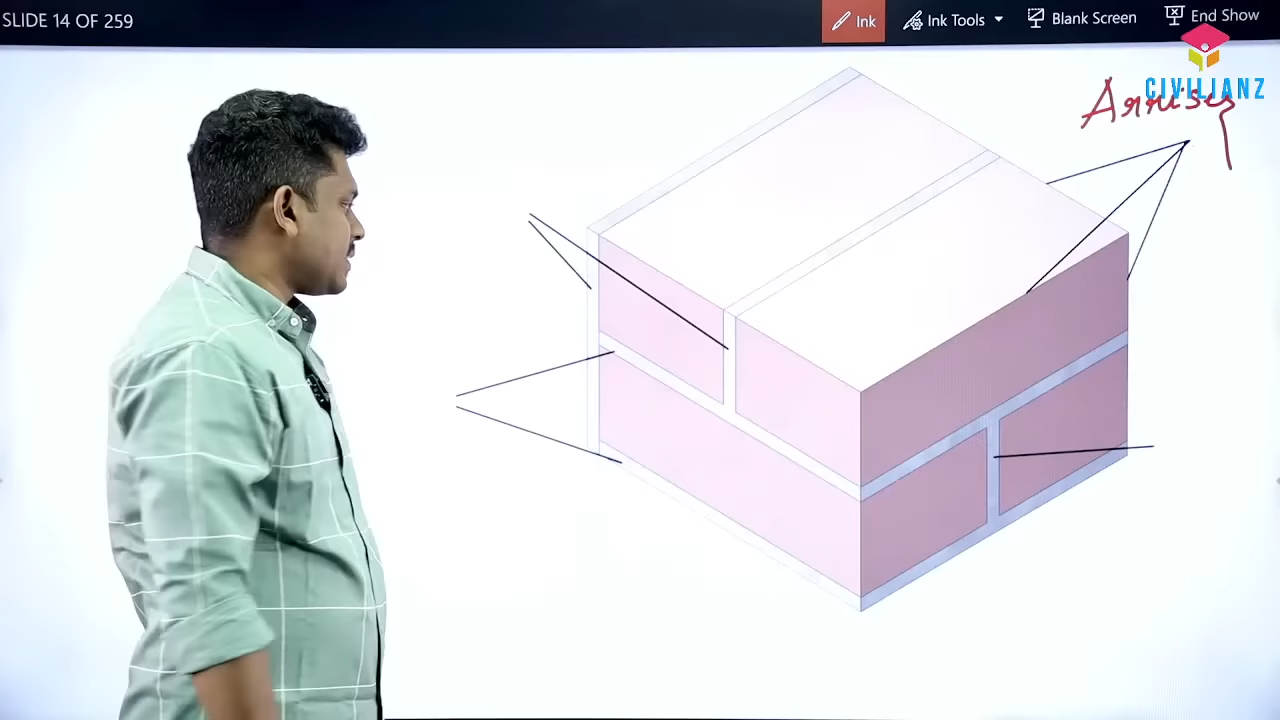 SLIDE 14 OF 259
Ink
Ink Tools
Blank Screen
End Show
CIVILIANZ
Arrises